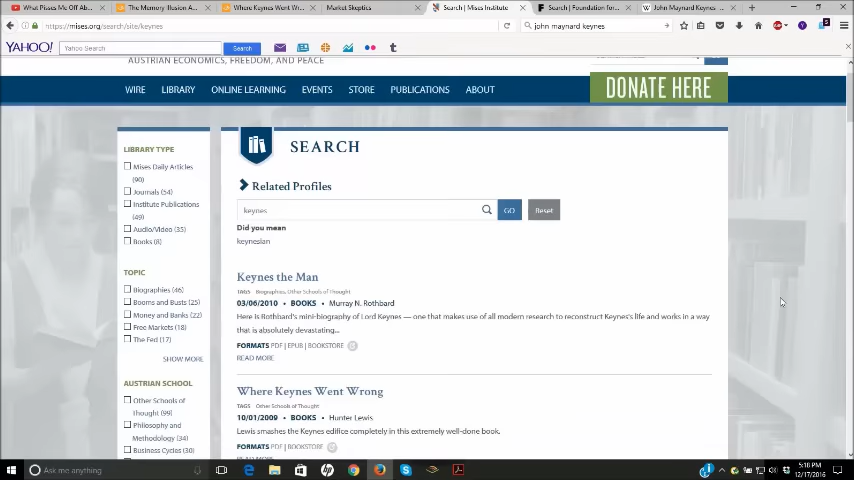 What Pisses Me Off Ab...
The Memory Illusion A...
Where Keynes Went Wr...
Market Skeptics
Search | Mises Institute
Search | Foundation for...
John Maynard Keynes
https://mises.org/search/site/keynes
john maynard keynes
YAHOO!
Yahoo Search
Search
AUSTRIAN ECONOMICS, FREEDOM, AND PEACE
WIRE LIBRARY ONLINE LEARNING EVENTS STORE PUBLICATIONS ABOUT
DONATE HERE
LIBRARY TYPE
Mises Daily Articles
(90)
Journals (54)
Institute Publications
(49)
Audio/Video (35)
Books (8)
TOPIC
Biographies (46)
Booms and Busts (25)
Money and Banks (22)
Free Markets (18)
The Fed (17)
SHOW MORE
AUSTRIAN SCHOOL
Other Schools of
Thought (99)
Philosophy and
Methodology (34)
Business Cycles (30)
SEARCH
Related Profiles
keynes
GO
Reset
Did you mean
keynesian
Keynes the Man
TAGS Biographies, Other Schools of Thought
03/06/2010 • BOOKS • Murray N. Rothbard
Here is Rothbard's mini-biography of Lord Keynes — one that makes use of all modern research to reconstruct Keynes's life and works in a way
that is absolutely devastating...
FORMATS PDF | EPUB | BOOKSTORE
READ MORE
Where Keynes Went Wrong
TAGS Other Schools of Thought
10/01/2009 • BOOKS • Hunter Lewis
Lewis smashes the Keynes edifice completely in this extremely well-done book.
FORMATS PDF | BOOKSTORE
Ask me anything
5:18 PM
12/17/2016